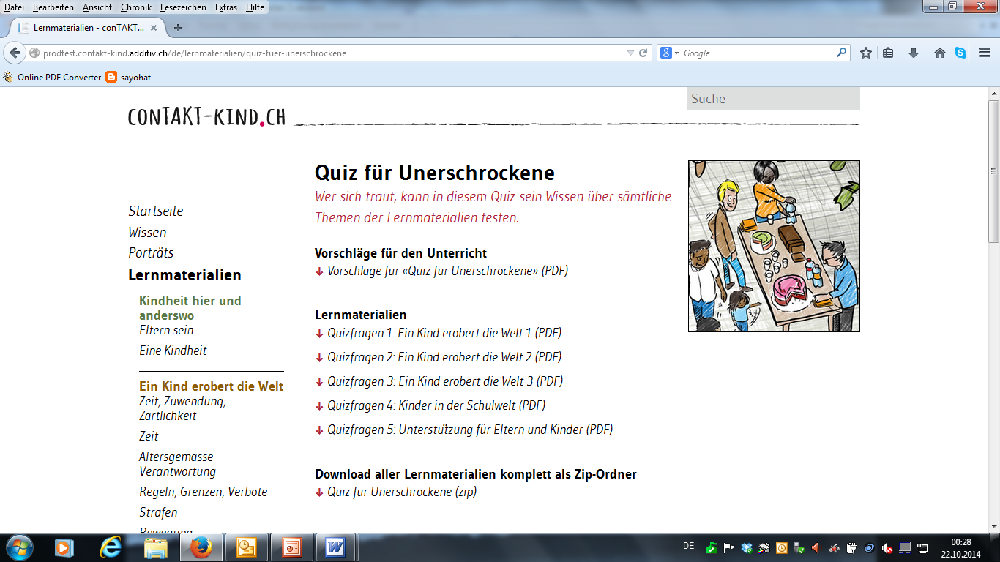 Datei Bearbeiten Ansicht Chronik Lesezeichen Extras Hilfe
Lernmaterialien - conTAKT...
prodtest.contakt-kind.additiv.ch/de/lernmaterialien/quiz-fuer-unerschrockene
Google
Online PDF Converter sayohat
Suche
conTAKT-KIND.CH
Quiz für Unerschrockene
Wer sich traut, kann in diesem Quiz sein Wissen über sämtliche
Themen der Lernmaterialien testen.
Startseite
Wissen
Porträts
Lernmaterialien
Kindheit hier und
anderswo
Eltern sein
Eine Kindheit
Ein Kind erobert die Welt
Zeit, Zuwendung,
Zärtlichkeit
Zeit
Altersgemässe
Verantwortung
Regeln, Grenzen, Verbote
Strafen
Bewegung
Vorschläge für den Unterricht
Vorschläge für «Quiz für Unerschrockene» (PDF)
Lernmaterialien
Quizfragen 1: Ein Kind erobert die Welt 1 (PDF)
Quizfragen 2: Ein Kind erobert die Welt 2 (PDF)
Quizfragen 3: Ein Kind erobert die Welt 3 (PDF)
Quizfragen 4: Kinder in der Schulwelt (PDF)
Quizfragen 5: Unterstützung für Eltern und Kinder (PDF)
Download aller Lernmaterialien komplett als Zip-Ordner
Quiz für Unerschrockene (zip)
DE
00:28
22.10.2014